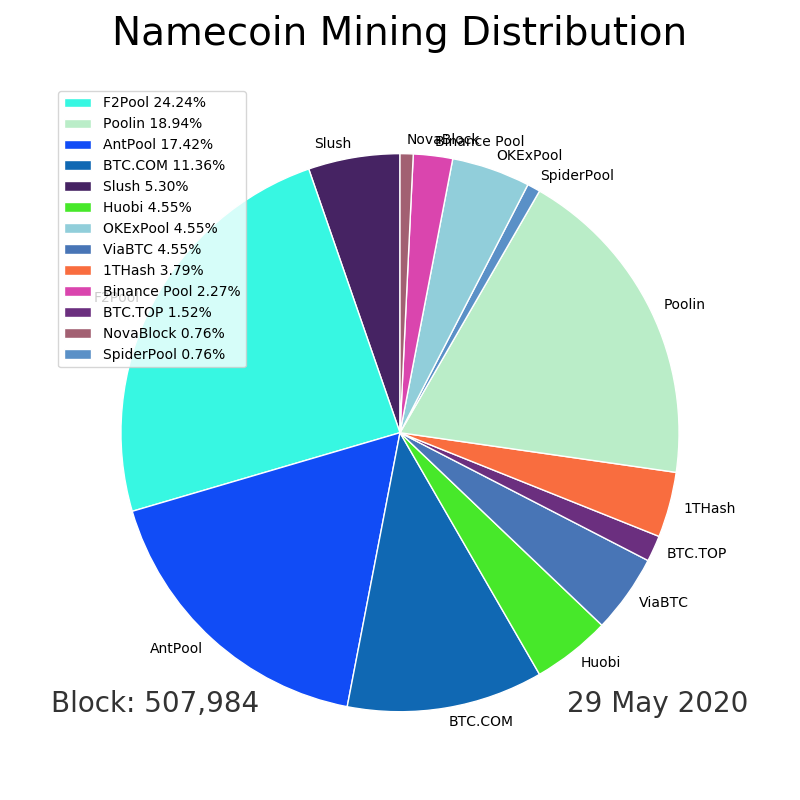 Namecoin Mining Distribution
F2Pool 24.24%
Poolin 18.94%
AntPool 17.42%
BTC.COM 11.36%
Slush 5.30%
Huobi 4.55%
OKExPool 4.55%
ViaBTC 4.55%
1THash 3.79%
Binance Pool 2.27%
BTC.TOP 1.52%
NovaBlock 0.76%
SpiderPool 0.76%
Slush
NovaBlock
Binance Pool
OKExPool
SpiderPool
F2Pool
Poolin
1THash
BTC.TOP
ViaBTC
AntPool
Huobi
BTC.COM
Block: 507,984
29 May 2020